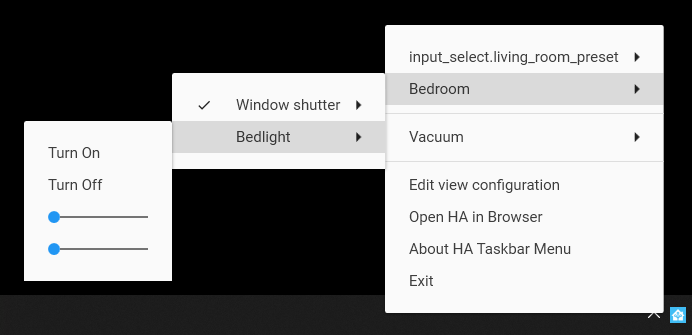 input_select.living_room_preset
Bedroom
Vacuum
Edit view configuration
Open HA in Browser
About HA Taskbar Menu
Exit
Window shutter
Bedlight
Turn On
Turn Off